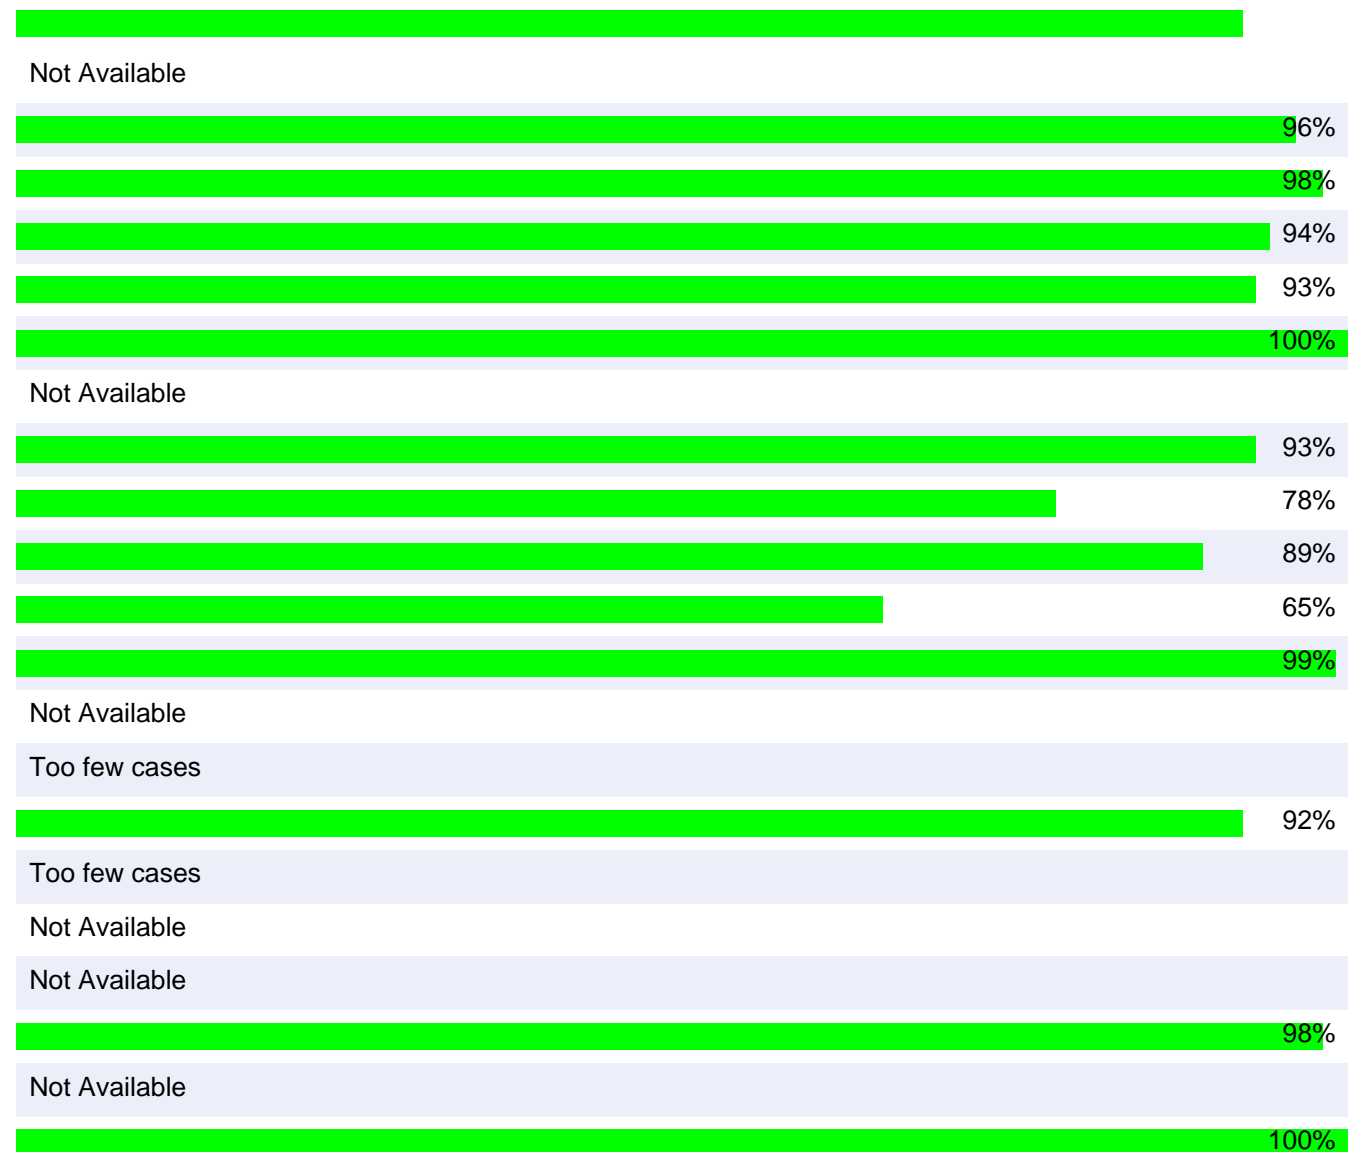 Not Available
96%
98%
94%
93%
100%
Not Available
93%
78%
89%
65%
99%
Not Available
Too few cases
92%
Too few cases
Not Available
Not Available
98%
Not Available
100%